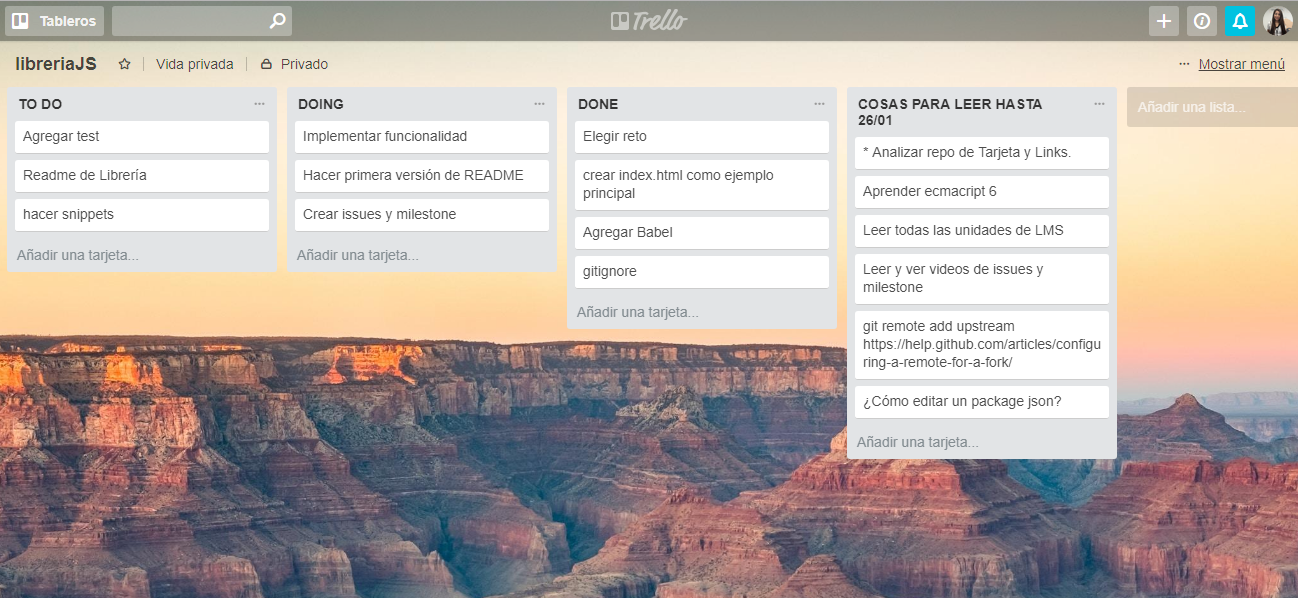 Tableros
Trello
libreriaJS
Vida privada
Privado
Mostrar menú
TO DO
Agregar test
Readme de Librería
hacer snippets
Añadir una tarjeta...
DOING
Implementar funcionalidad
Hacer primera versión de README
Crear issues y milestone
Añadir una tarjeta...
DONE
Elegir reto
crear index.html como ejemplo
principal
Agregar Babel
gitignore
Añadir una tarjeta...
COSAS PARA LEER HASTA
26/01
* Analizar repo de Tarjeta y Links.
Aprender ecmacript 6
Leer todas las unidades de LMS
Leer y ver videos de issues y
milestone
git remote add upstream
https://help.github.com/articles/configu
ring-a-remote-for-a-fork/
¿Cómo editar un package json?
Añadir una tarjeta...
Añadir una lista...